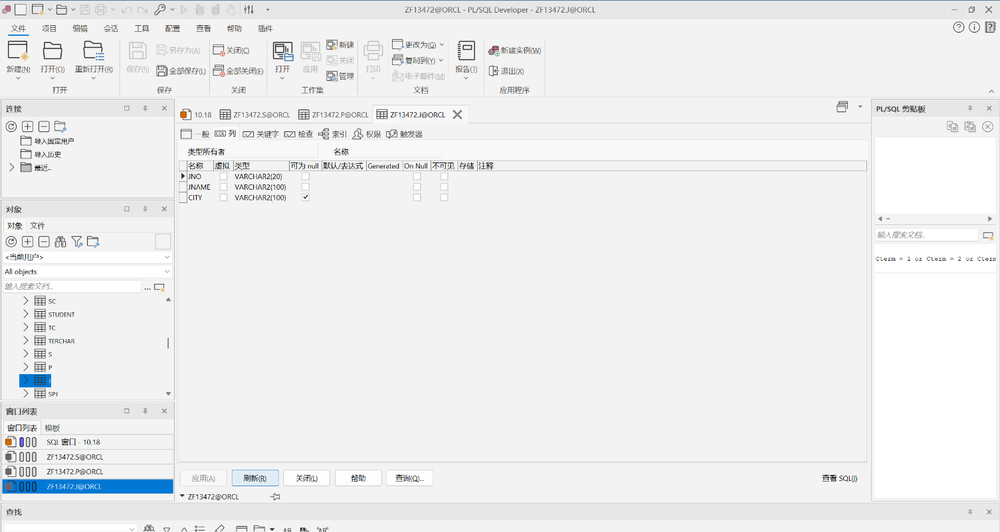 ZF13472@ORCL - PL/SQL Developer - ZF13472.J@ORCL
文件 项目 编辑 会话 工具 配置 查看 帮助 插件
新建(N) 打开(O) 重新打开(R)
打开
保存(S) 另存为(A)
全部保存(L)
保存
关闭(C)
全部关闭(E)
关闭
打开 应用 新建
关闭
管理
工作集
打印 更改为(G)
复制到(Y)
电子邮件(M)
报告(T)
文档
新建实例(W)
退出(X)
应用程序
连接
导入固定用户
导入历史
最近...
对象
对象 文件
<当前用户>
All objects
输入搜索文档...
...
SC
STUDENT
TC
TERCHAR
S
P
J
SPJ
窗口列表
窗口列表 模板
SQL 窗口 - 10.18
ZF13472.S@ORCL
ZF13472.P@ORCL
ZF13472.J@ORCL
10.18 ZF13472.S@ORCL ZF13472.P@ORCL ZF13472.J@ORCL
一般 COL 列 关键字 检查 索引 权限 触发器
类型所有者 名称
名称 虚拟 类型 可为 null 默认/表达式 Generated On Null 不可见 存储 注释
JNO VARCHAR2(20)
JNAME VARCHAR2(100)
CITY VARCHAR2(100)
应用(A) 刷新(R) 关闭(L) 帮助 查询(Q)... 查看 SQL(I)
ZF13472@ORCL
PL/SQL 剪贴板
输入搜索文档...
Cterm = 1 or Cterm = 2 or Cterm
查找
AB "AB"